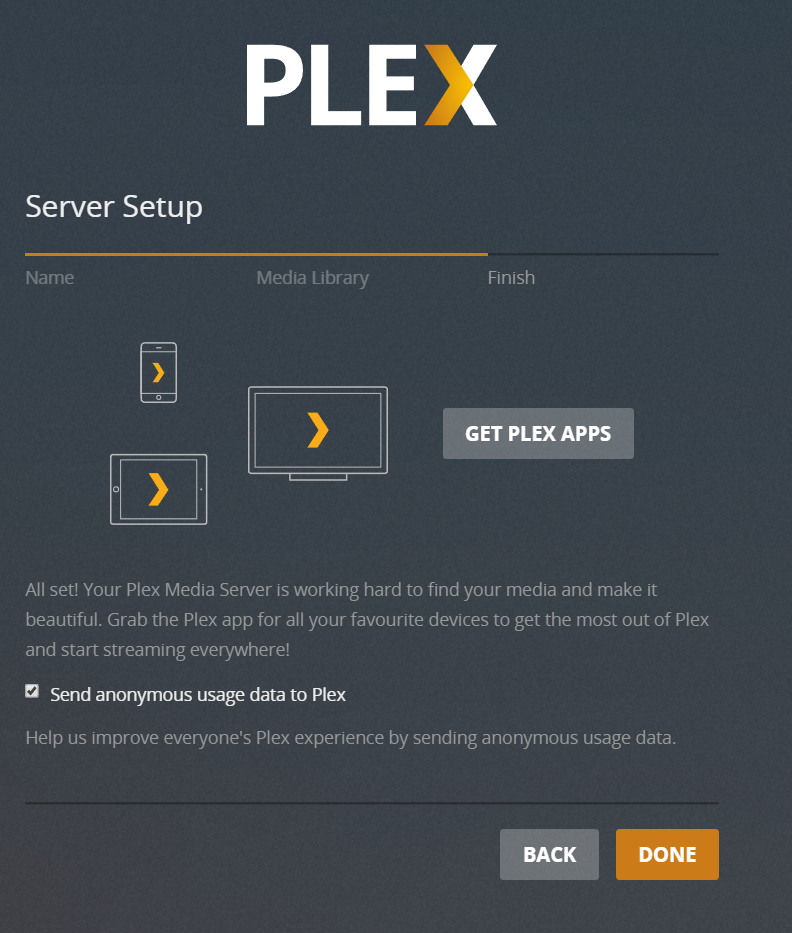 PLEX
Server Setup
Name
Media Library
Finish
GET PLEX APPS
All set! Your Plex Media Server is working hard to find your media and make it
beautiful. Grab the Plex app for all your favourite devices to get the most out of Plex
and start streaming everywhere!
Send anonymous usage data to Plex
Help us improve everyone's Plex experience by sending anonymous usage data.
BACK
DONE